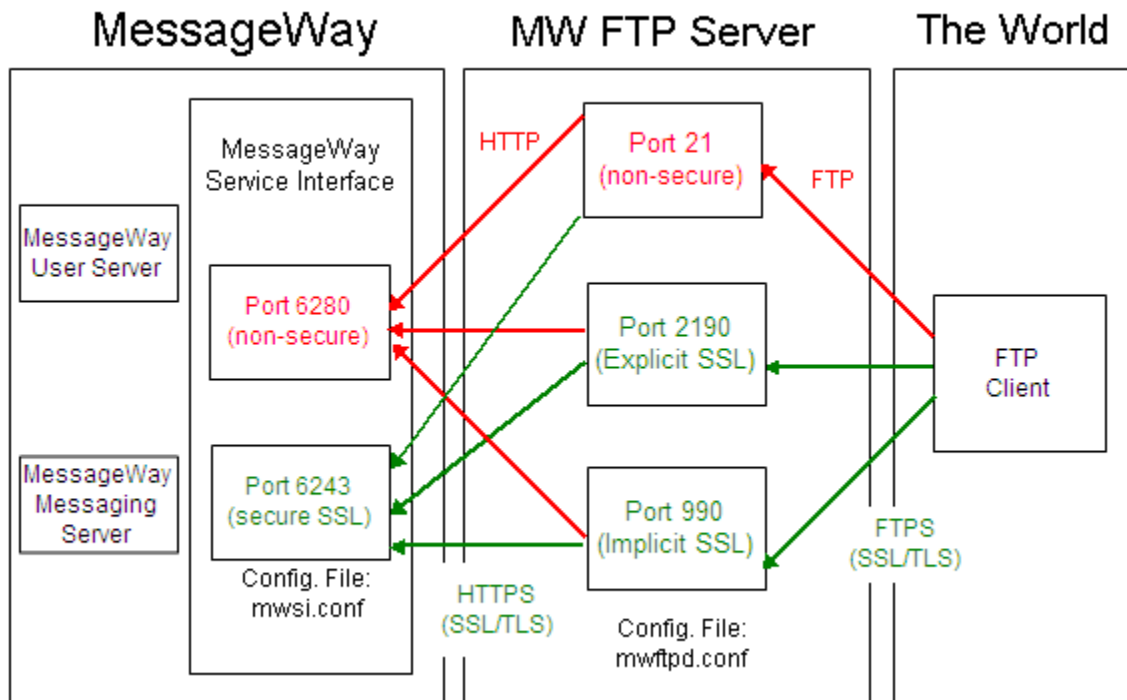 MessageWay
MW FTP Server
The World
MessageWay
Service Interface
MessageWay
User Server
Port 6280
(non-secure)
MessageWay
Messaging
Server
Port 6243
(secure SSL)
Config. File:
mwsi.conf
HTTP
HTTPS
(SSL/TLS)
Port 21
(non-secure)
Port 2190
(Explicit SSL)
Port 990
(Implicit SSL)
Config. File:
mwftpd.conf
FTP
FTPS
(SSL/TLS)
FTP
Client